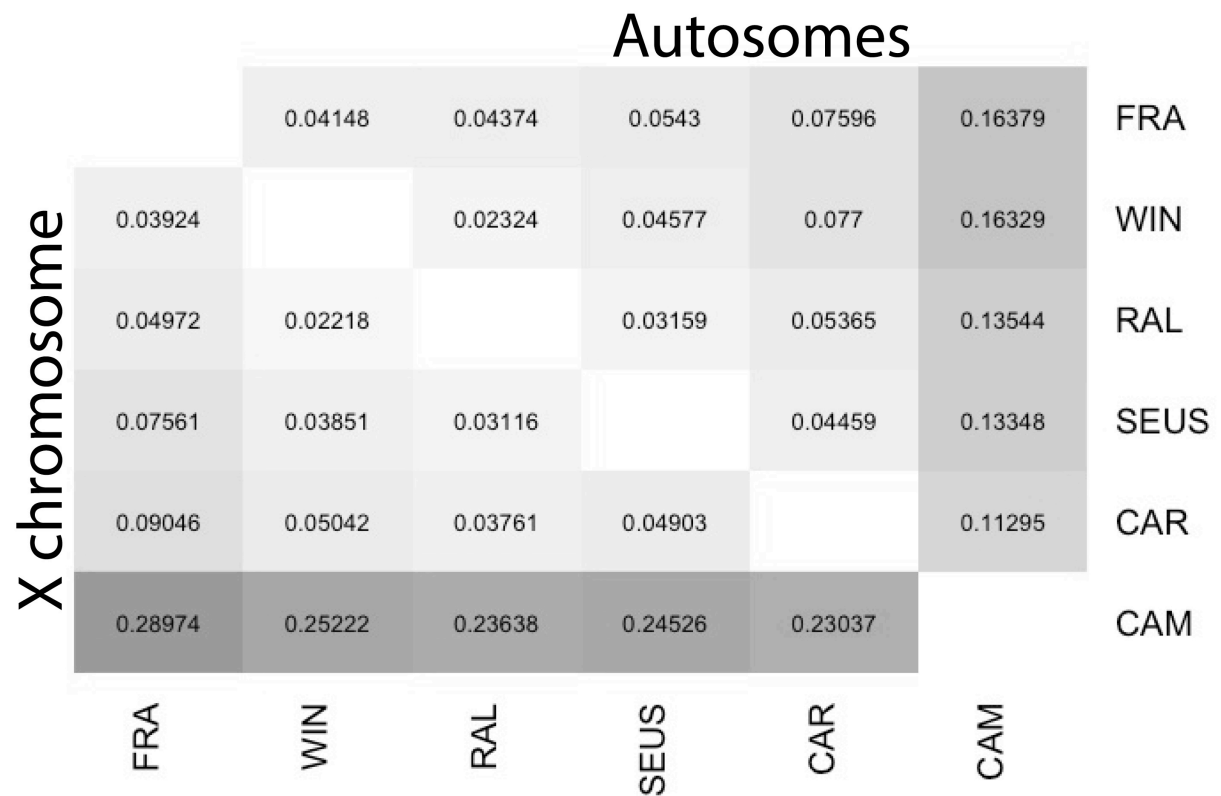 Autosomes
0.04148 0.04374 0.0543 0.07596 0.16379 FRA
0.03924 0.02324 0.04577 0.077 0.16329 WIN
0.04972 0.02218 0.03159 0.05365 0.13544 RAL
0.07561 0.03851 0.03116 0.04459 0.13348 SEUS
0.09046 0.05042 0.03761 0.04903 0.11295 CAR
0.28974 0.25222 0.23638 0.24526 0.23037 CAM
X chromosome
FRA WIN RAL SEUS CAR CAM